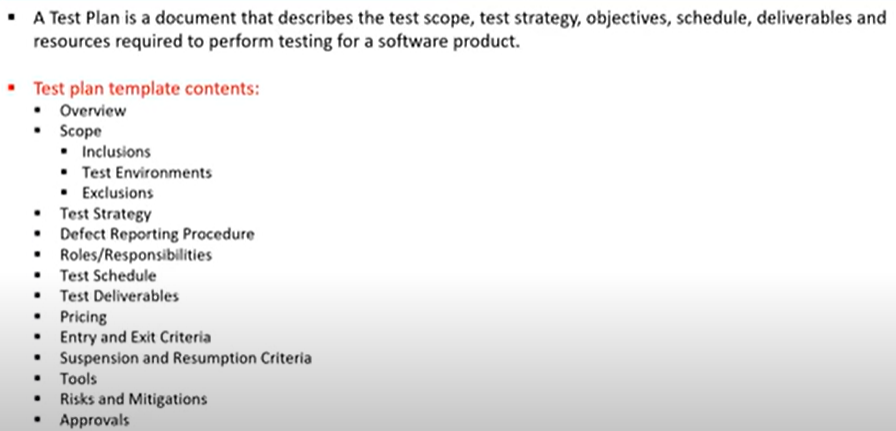 ▪ A Test Plan is a document that describes the test scope, test strategy, objectives, schedule, deliverables and
resources required to perform testing for a software product.
▪ Test plan template contents:
▪ Overview
▪ Scope
▪ Inclusions
▪ Test Environments
▪ Exclusions
▪ Test Strategy
▪ Defect Reporting Procedure
▪ Roles/Responsibilities
▪ Test Schedule
▪ Test Deliverables
▪ Pricing
▪ Entry and Exit Criteria
▪ Suspension and Resumption Criteria
▪ Tools
▪ Risks and Mitigations
▪ Approvals